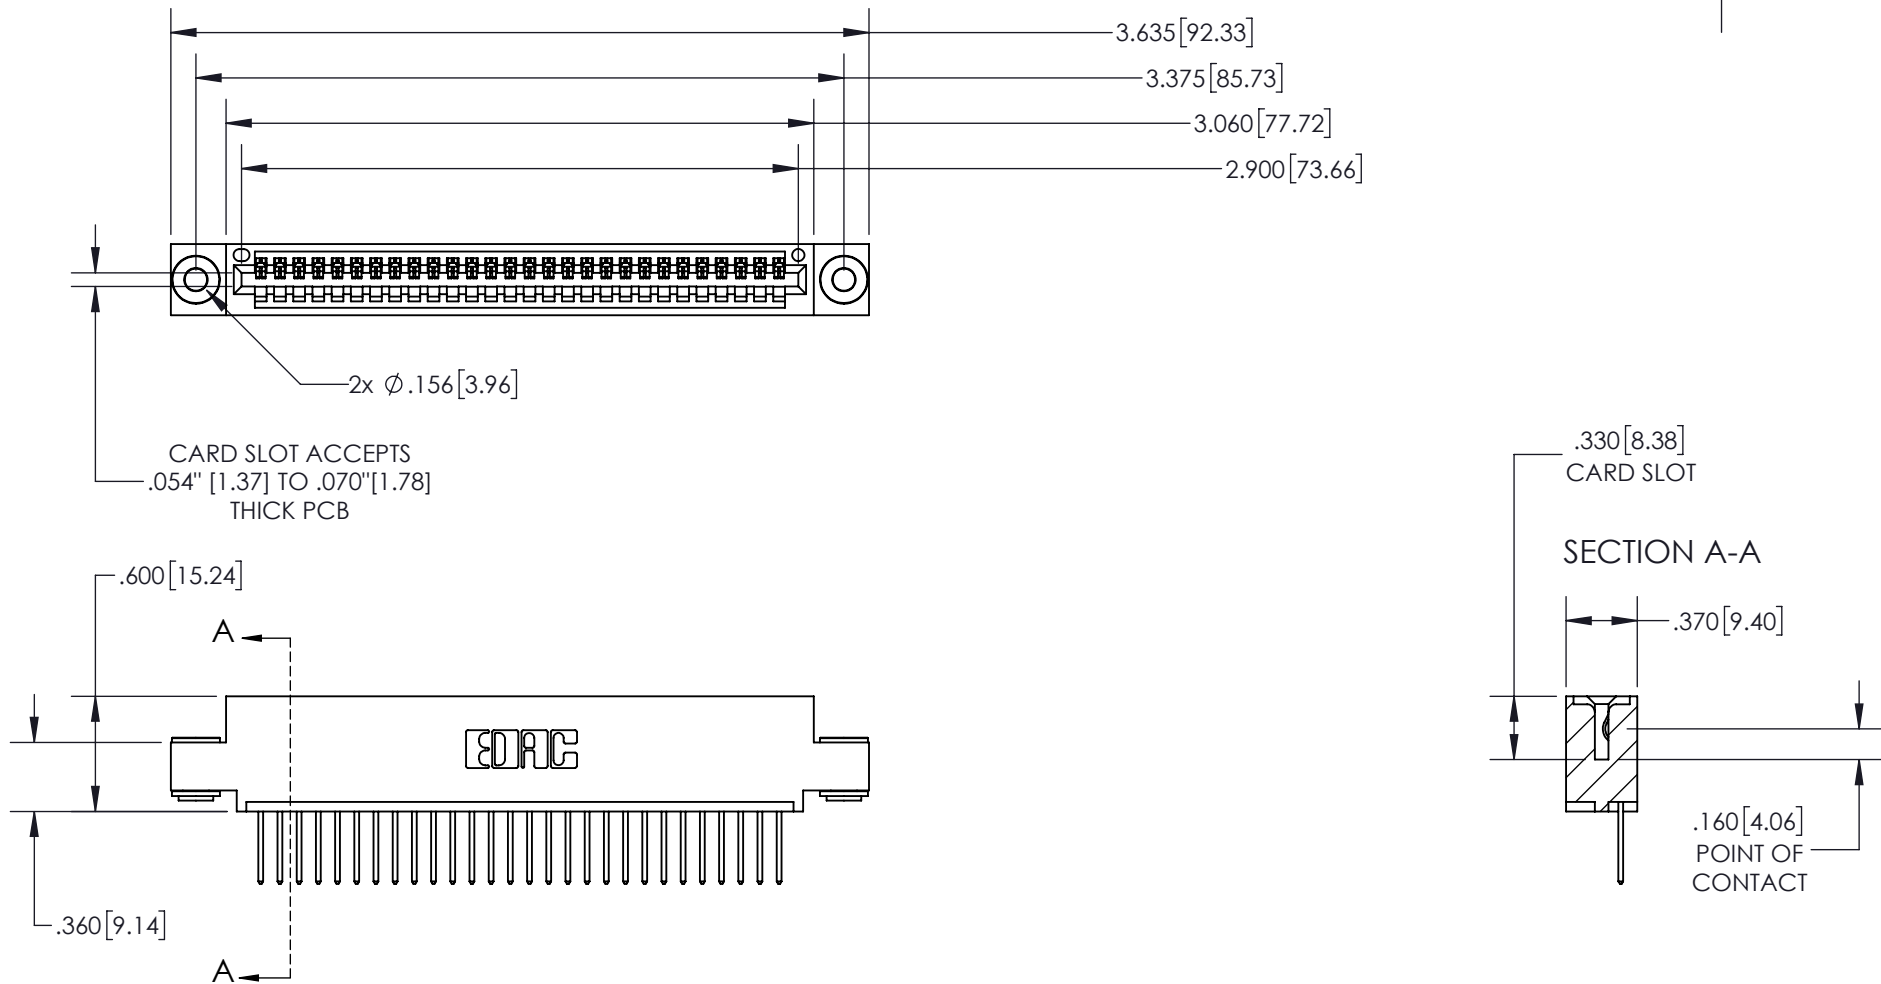 3.635[92.33]
3.375[85.73]
3.060[77.72]
2.900[73.66]
2x Ø.156[3.96]
CARD SLOT ACCEPTS
.054" [1.37] TO .070"[1.78]
THICK PCB
.330[8.38]
CARD SLOT
SECTION A-A
.600[15.24]
.370[9.40]
A
EDAC
.160[4.06]
POINT OF
CONTACT
.360[9.14]
A